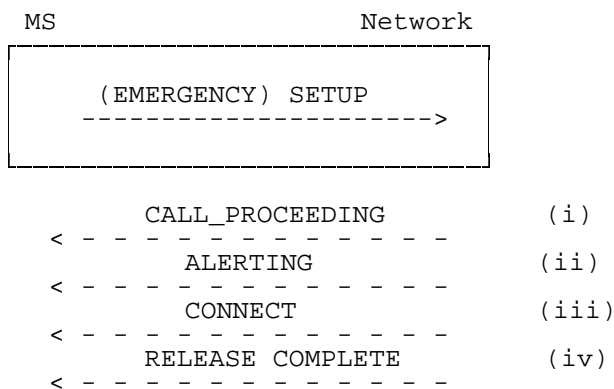 MS Network
(EMERGENCY) SETUP
CALL_PROCEEDING (i)
ALERTING (ii)
CONNECT (iii)
RELEASE COMPLETE (iv)